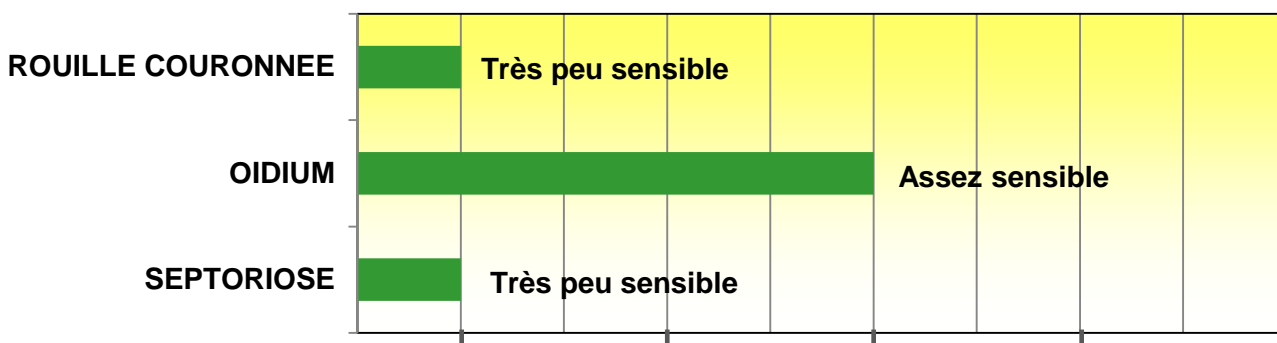 ROUILLE COURONNEE Très peu sensible
OIDIUM Assez sensible
SEPTORIOSE Très peu sensible